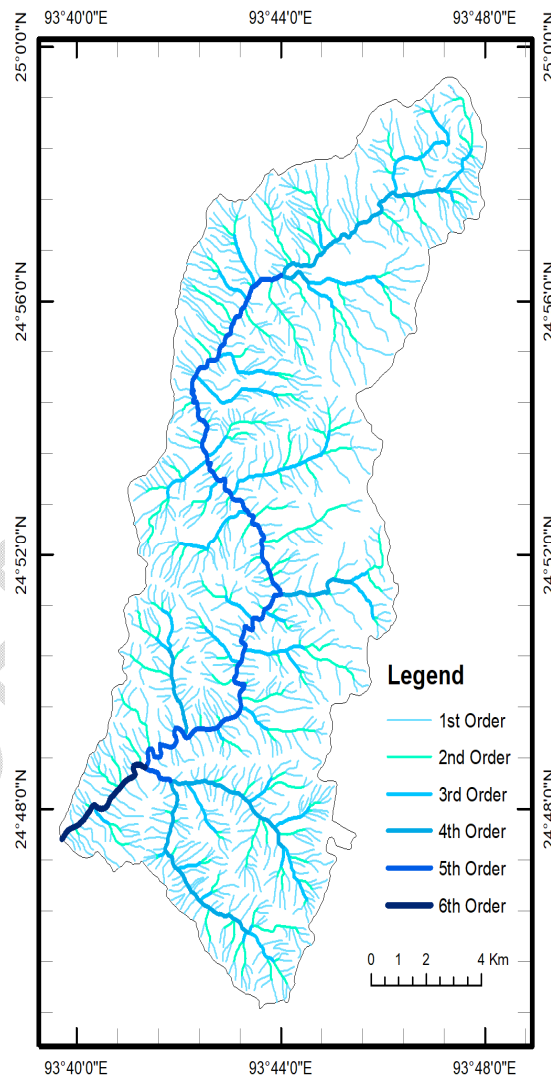 93°40'0"E 93°44'0"E 93°48'0"E
25°0'0"N 25°0'0"N
24°56'0"N 24°56'0"N
24°52'0"N 24°52'0"N
Legend
1st Order
2nd Order
3rd Order
4th Order
5th Order
6th Order
24°48'0"N 24°48'0"N
0 1 2 4 Km
93°40'0"E 93°44'0"E 93°48'0"E